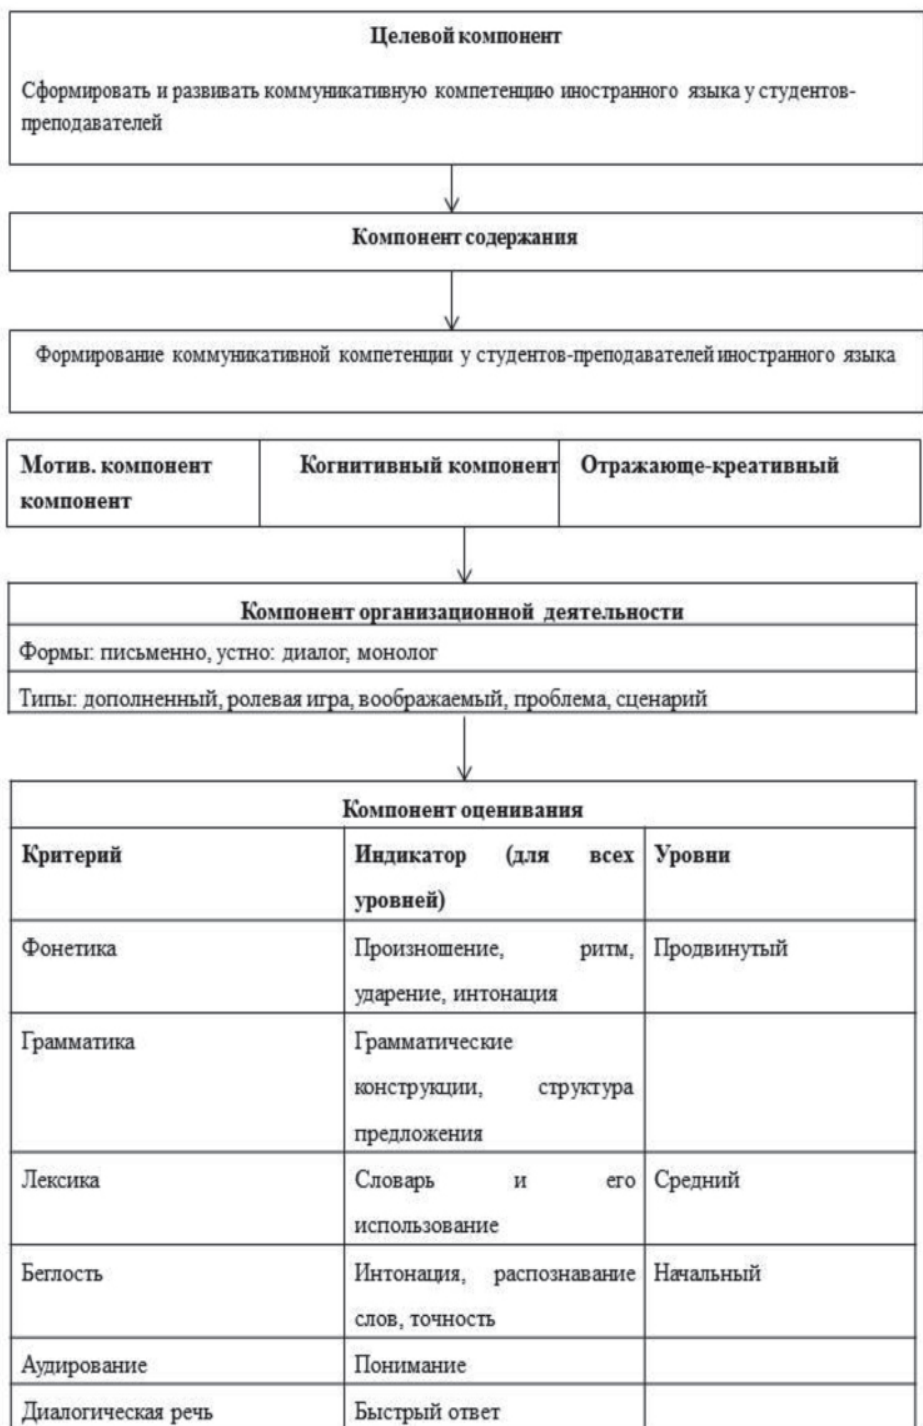 Целевой компонент
Сформировать и развивать коммуникативную компетенцию иностранного языка у студентов-
преподавателей
Компонент содержания
Формирование коммуникативной компетенции у студентов-преподавателей иностранного языка
Мотив. компонент
компонент
Когнитивный компонент
Отражающе-креативный
Компонент организационной деятельности
Формы: письменно, устно: диалог, монолог
Типы: дополненный, ролевая игра, воображаемый, проблема, сценарий
Компонент оценивания
Критерий
Индикатор (для всех
уровней)
Уровни
Фонетика
Произношение, ритм,
ударение, интонация
Продвинутый
Грамматика
Грамматические
конструкции, структура
предложения
Лексика
Словарь и его
использование
Средний
Беглость
Интонация, распознавание
слов, точность
Начальный
Аудирование
Понимание
Диалогическая речь
Быстрый ответ